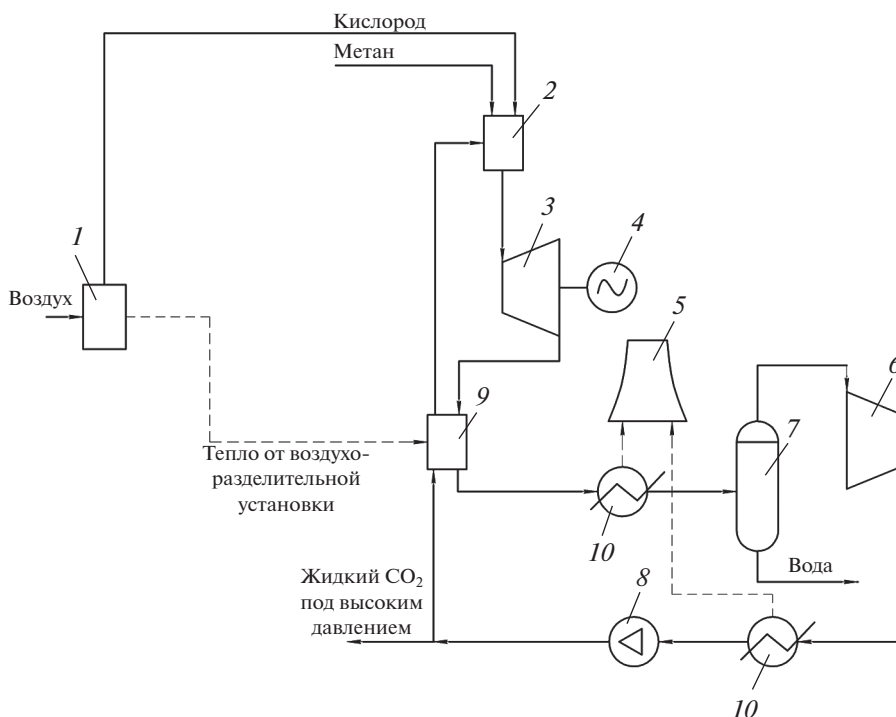 Кислород
Метан
2
3
4
1
Воздух
5
6
9
7
Тепло от воздухо-
разделительной
установки
10
Вода
Жидкий CO₂
под высоким
давлением
8
10